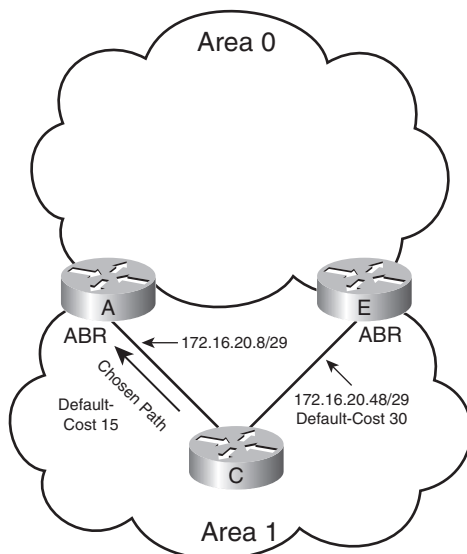 Area 0
A
E
ABR
ABR
172.16.20.8/29
Chosen Path
Default-
Cost 15
172.16.20.48/29
Default-Cost 30
C
Area 1